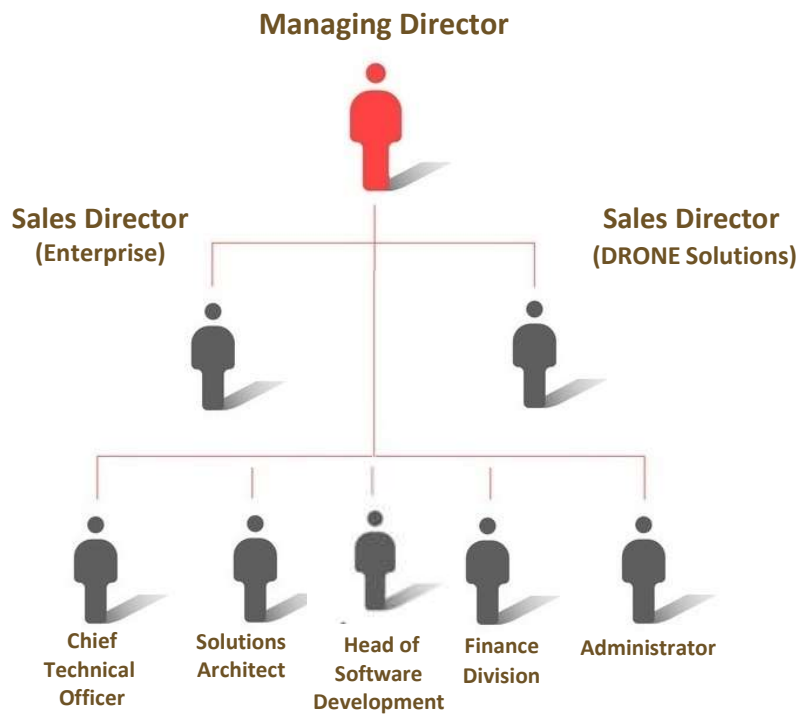 Managing Director
Sales Director
(Enterprise)
Sales Director
(DRONE Solutions)
Chief
Technical
Officer
Solutions
Architect
Head of
Software
Development
Finance
Division
Administrator